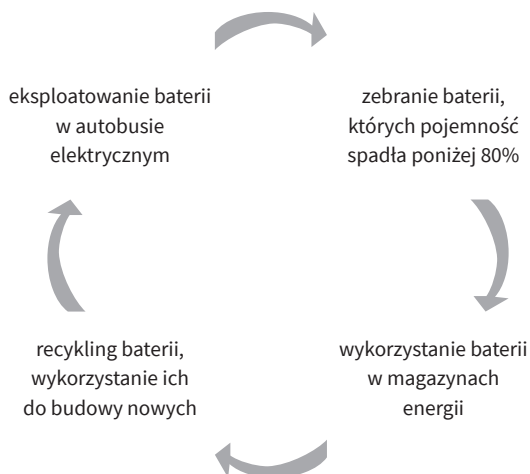 eksploatowanie baterii
w autobusie
elektrycznym
zebranie baterii,
których pojemność
spadła poniżej 80%
wykorzystanie baterii
w magazynach
energii
recykling baterii,
wykorzystanie ich
do budowy nowych